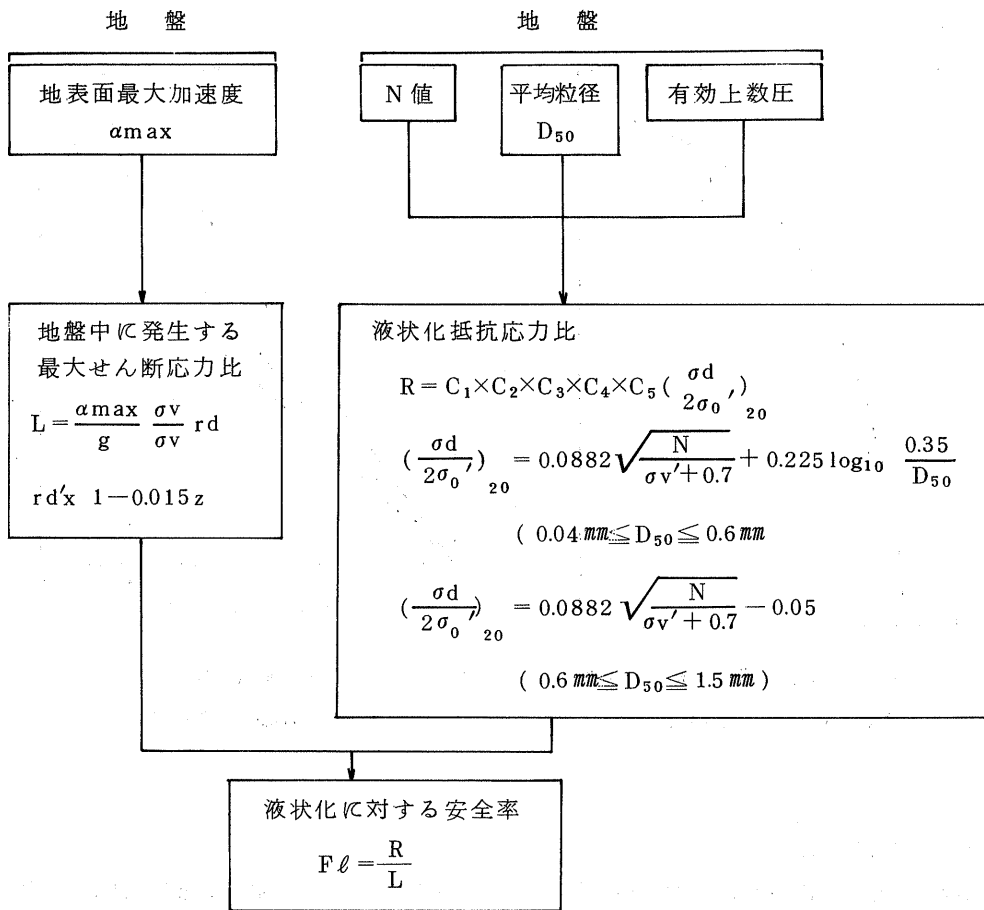 地 盤
地 盤
地表面最大加速度
αmax
N 値
平均粒径
D₅₀
有効上数圧
地盤中に発生する
最大せん断応力比
L = αmax/g σv/σv rd
rd′x 1−0.015z
液状化抵抗応力比
R = C₁×C₂×C₃×C₄×C₅(σd/2σ₀′)₂₀
(σd/2σ₀′)₂₀ = 0.0882√(N/σv′+0.7) + 0.225 log₁₀ 0.35/D₅₀
( 0.04㎜≦D₅₀≦0.6㎜
(σd/2σ₀′)₂₀ = 0.0882√(N/σv′+0.7) − 0.05
( 0.6㎜≦D₅₀≦1.5㎜ )
液状化に対する安全率
Fℓ = R/L